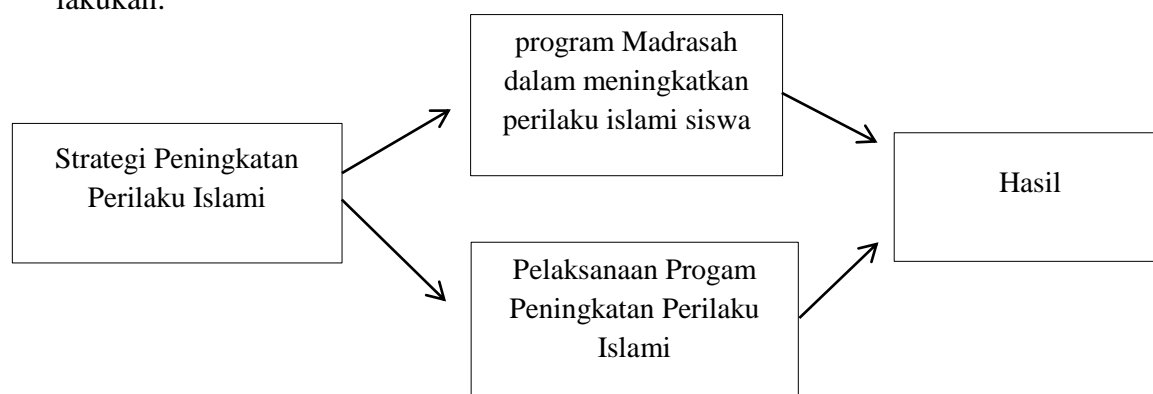 lakukan.
program Madrasah
dalam meningkatkan
perilaku islami siswa
Strategi Peningkatan
Perilaku Islami
Hasil
Pelaksanaan Progam
Peningkatan Perilaku
Islami